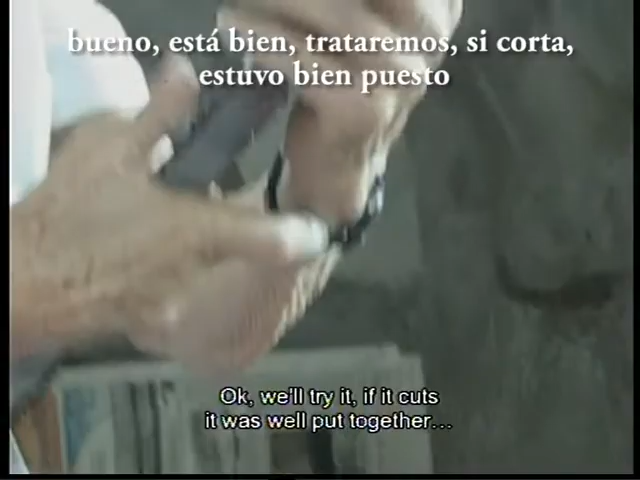 bueno, está bien, trataremos, si corta,
estuvo bien puesto
Ok, we'll try it, if it cuts
it was well put together...